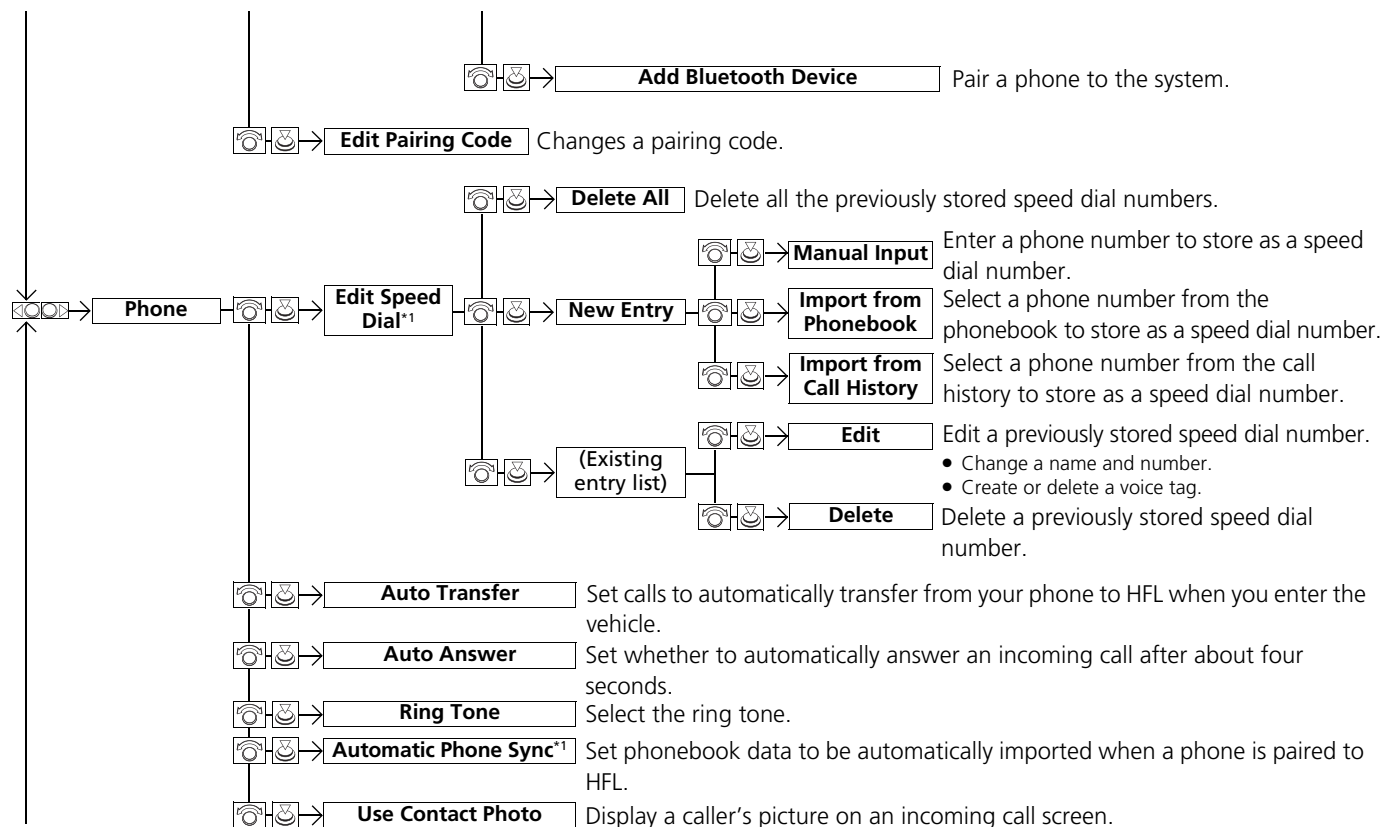 Add Bluetooth Device Pair a phone to the system.
Edit Pairing Code Changes a pairing code.
Delete All Delete all the previously stored speed dial numbers.
Phone
Edit Speed
Dial*1
New Entry
Manual Input
Enter a phone number to store as a speed
dial number.
Import from
Phonebook
Select a phone number from the
phonebook to store as a speed dial number.
Import from
Call History
Select a phone number from the call
history to store as a speed dial number.
(Existing
entry list)
Edit
Edit a previously stored speed dial number.
● Change a name and number.
● Create or delete a voice tag.
Delete
Delete a previously stored speed dial
number.
Auto Transfer
Set calls to automatically transfer from your phone to HFL when you enter the
vehicle.
Auto Answer
Set whether to automatically answer an incoming call after about four
seconds.
Ring Tone Select the ring tone.
Automatic Phone Sync*1
Set phonebook data to be automatically imported when a phone is paired to
HFL.
Use Contact Photo Display a caller's picture on an incoming call screen.